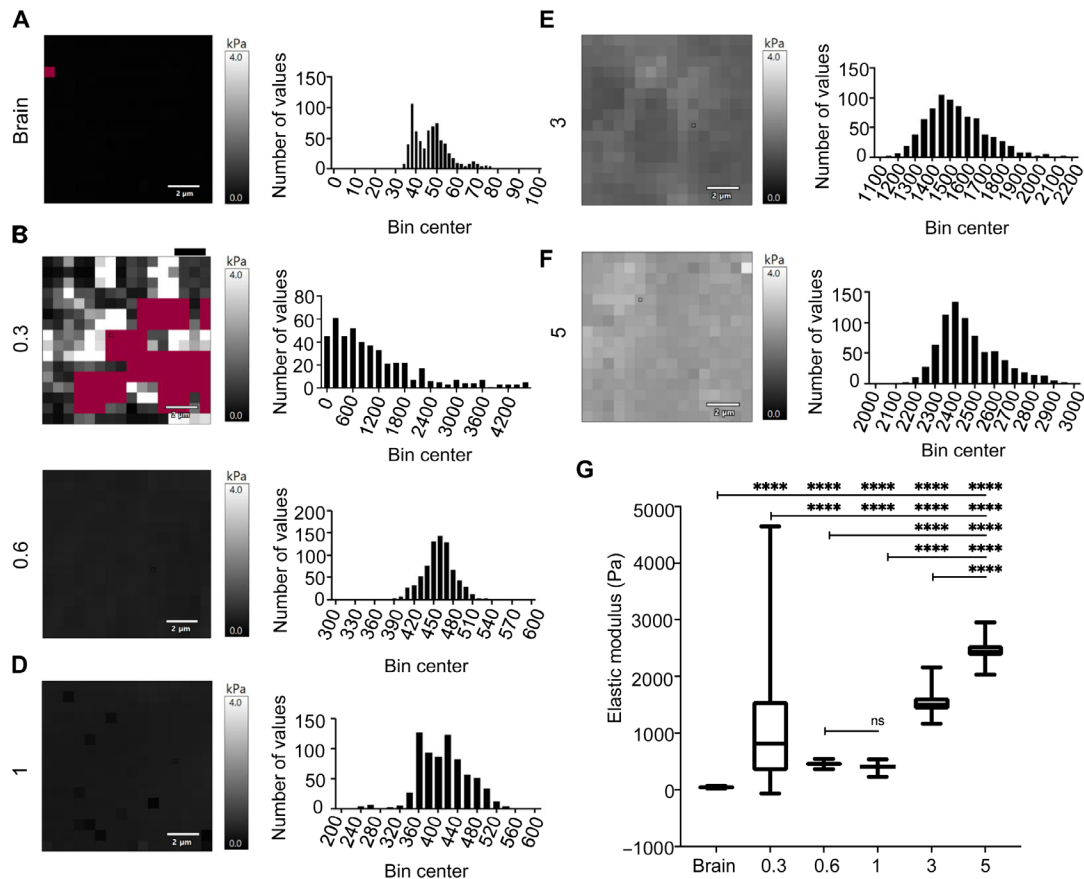 A
Brain
kPa
4.0
0.0
2 µm
Number of values
150
100
50
0
0 10 20 30 40 50 60 70 80 90 100
Bin center
B
0.3
kPa
4.0
0.0
2 µm
Number of values
80
60
40
20
0
0 600 1200 1800 2400 3000 3600 4200
Bin center
0.6
kPa
4.0
0.0
2 µm
Number of values
200
150
100
50
0
300 330 360 390 420 450 480 510 540 570 600
Bin center
D
1
kPa
4.0
0.0
2 µm
Number of values
150
100
50
0
200 240 280 320 360 400 440 480 520 560 600
Bin center
E
3
kPa
4.0
0.0
2 µm
Number of values
150
100
50
0
1100 1200 1300 1400 1500 1600 1700 1800 1900 2000 2100 2200
Bin center
F
5
kPa
4.0
0.0
2 µm
Number of values
150
100
50
0
2000 2100 2200 2300 2400 2500 2600 2700 2800 2900 3000
Bin center
G
**** **** **** **** ****
**** **** **** ****
**** ****
**** ****
****
ns
Elastic modulus (Pa)
5000
4000
3000
2000
1000
0
−1000
Brain 0.3 0.6 1 3 5